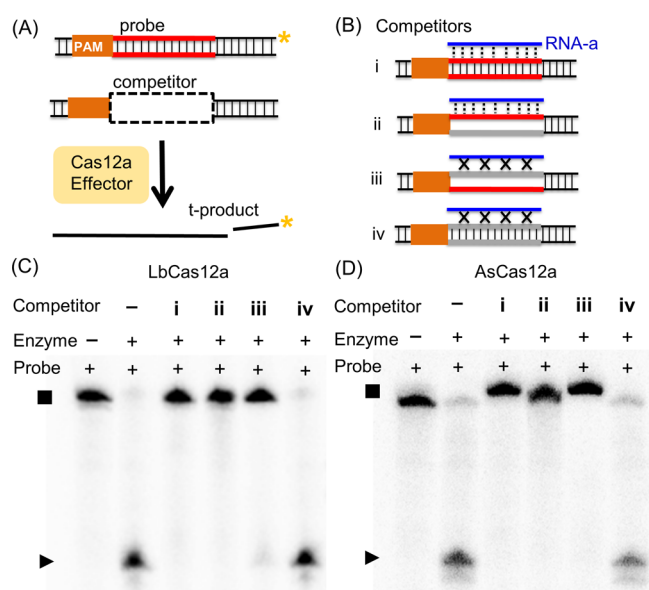 (A)
probe
PAM
*
competitor
Cas12a
Effector
t-product
*
(B)
Competitors
RNA-a
i
ii
iii
iv
(C)
LbCas12a
Competitor – i ii iii iv
Enzyme – + + + + +
Probe + + + + + +
(D)
AsCas12a
Competitor – i ii iii iv
Enzyme – + + + + +
Probe + + + + + +